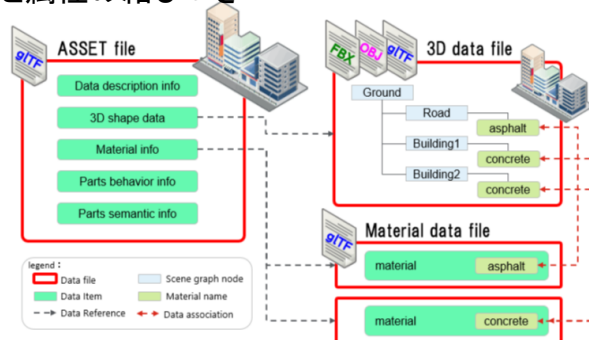 ASSET file
glTF
Data description info
3D shape data
Material info
Parts behavior info
Parts semantic info
legend :
Data file
Scene graph node
Data Item
Material name
Data Reference
Data association
FBX
OBJ
glTF
3D data file
Ground
Road
asphalt
Building1
concrete
Building2
concrete
glTF
Material data file
material
asphalt
material
concrete